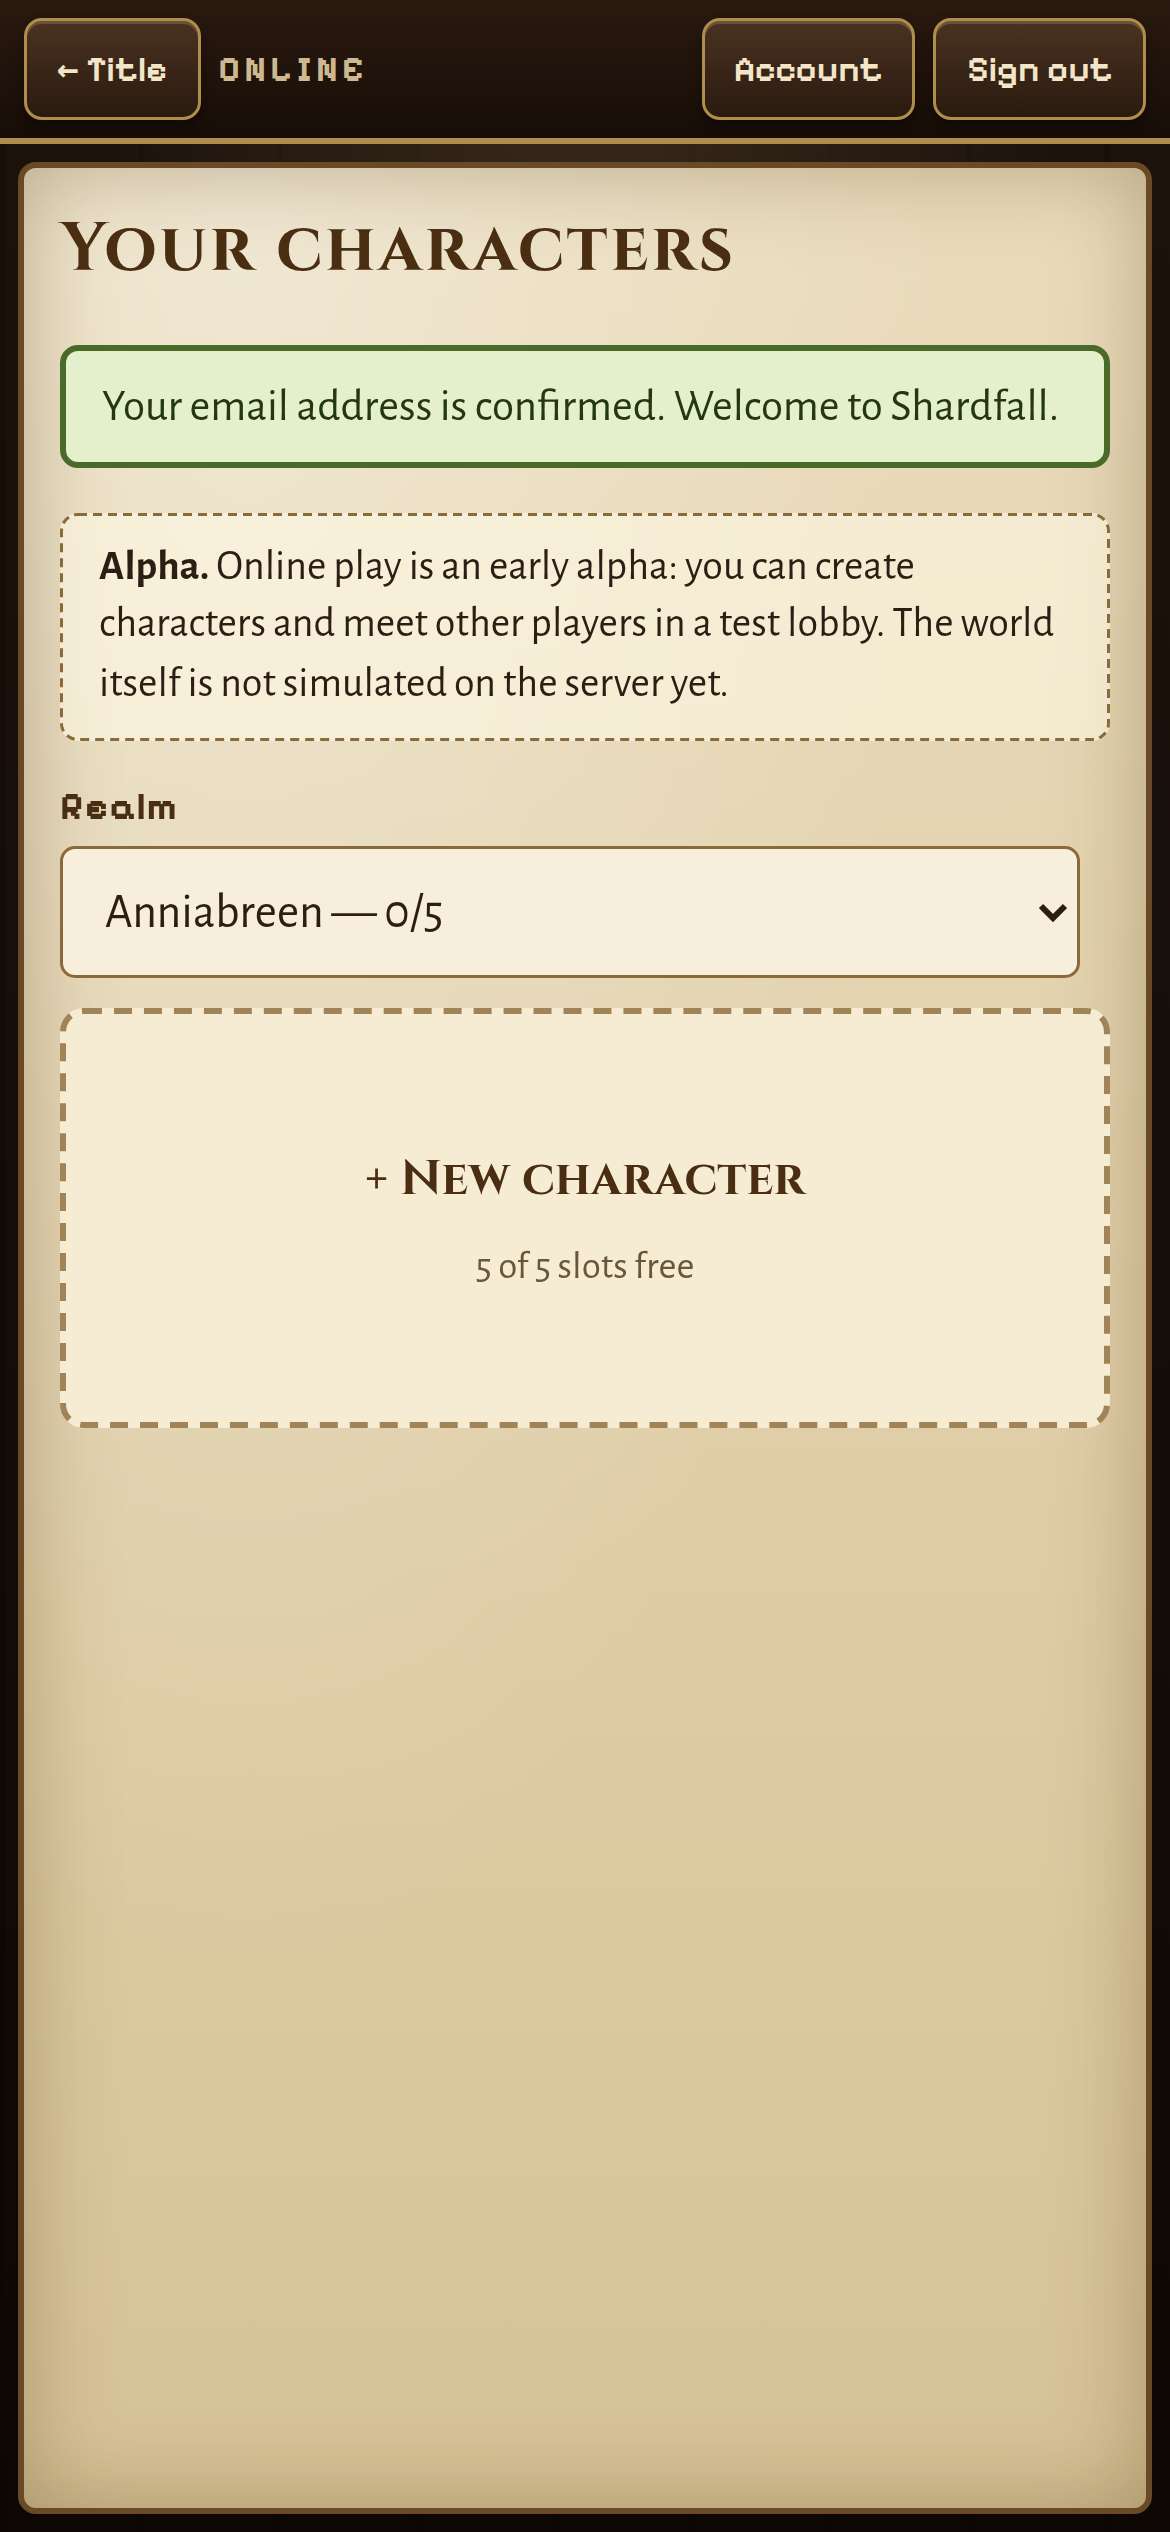 ← Title ONLINE Account Sign out
Your characters
Your email address is confirmed. Welcome to Shardfall.
Alpha. Online play is an early alpha: you can create
characters and meet other players in a test lobby. The world
itself is not simulated on the server yet.
Realm
Anniabreen — 0/5
+ New character
5 of 5 slots free